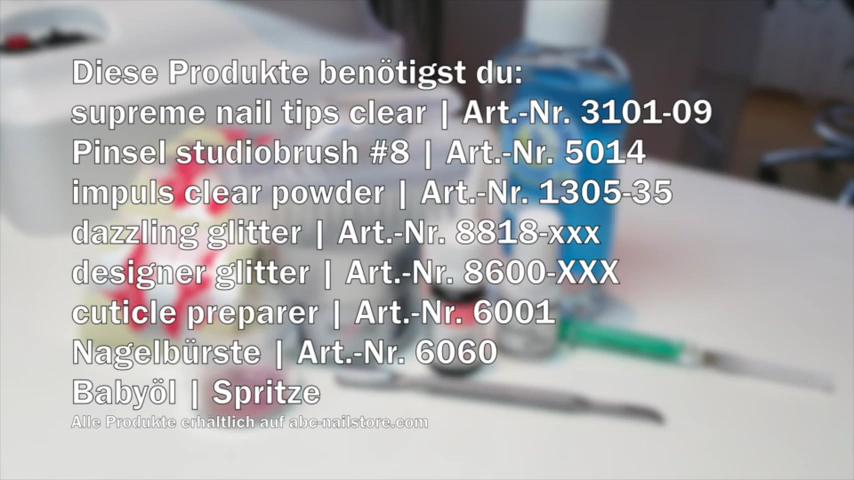 Diese Produkte benötigst du:
supreme nail tips clear | Art.-Nr. 3101-09
Pinsel studiobrush #8 | Art.-Nr. 5014
impuls clear powder | Art.-Nr. 1305-35
dazzling glitter | Art.-Nr. 8818-xxx
designer glitter | Art.-Nr. 8600-XXX
cuticle preparer | Art.-Nr. 6001
Nagelbürste | Art.-Nr. 6060
Babyöl | Spritze
Alle Produkte erhältlich auf abc-nailstore.com